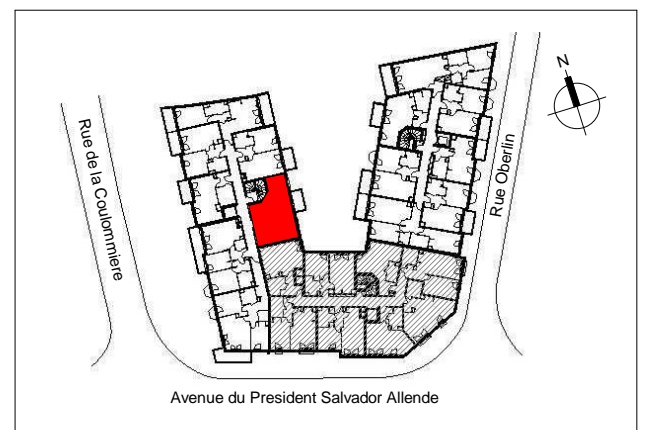 N
Rue de la Coulommiere
Rue Oberlin
Avenue du President Salvador Allende